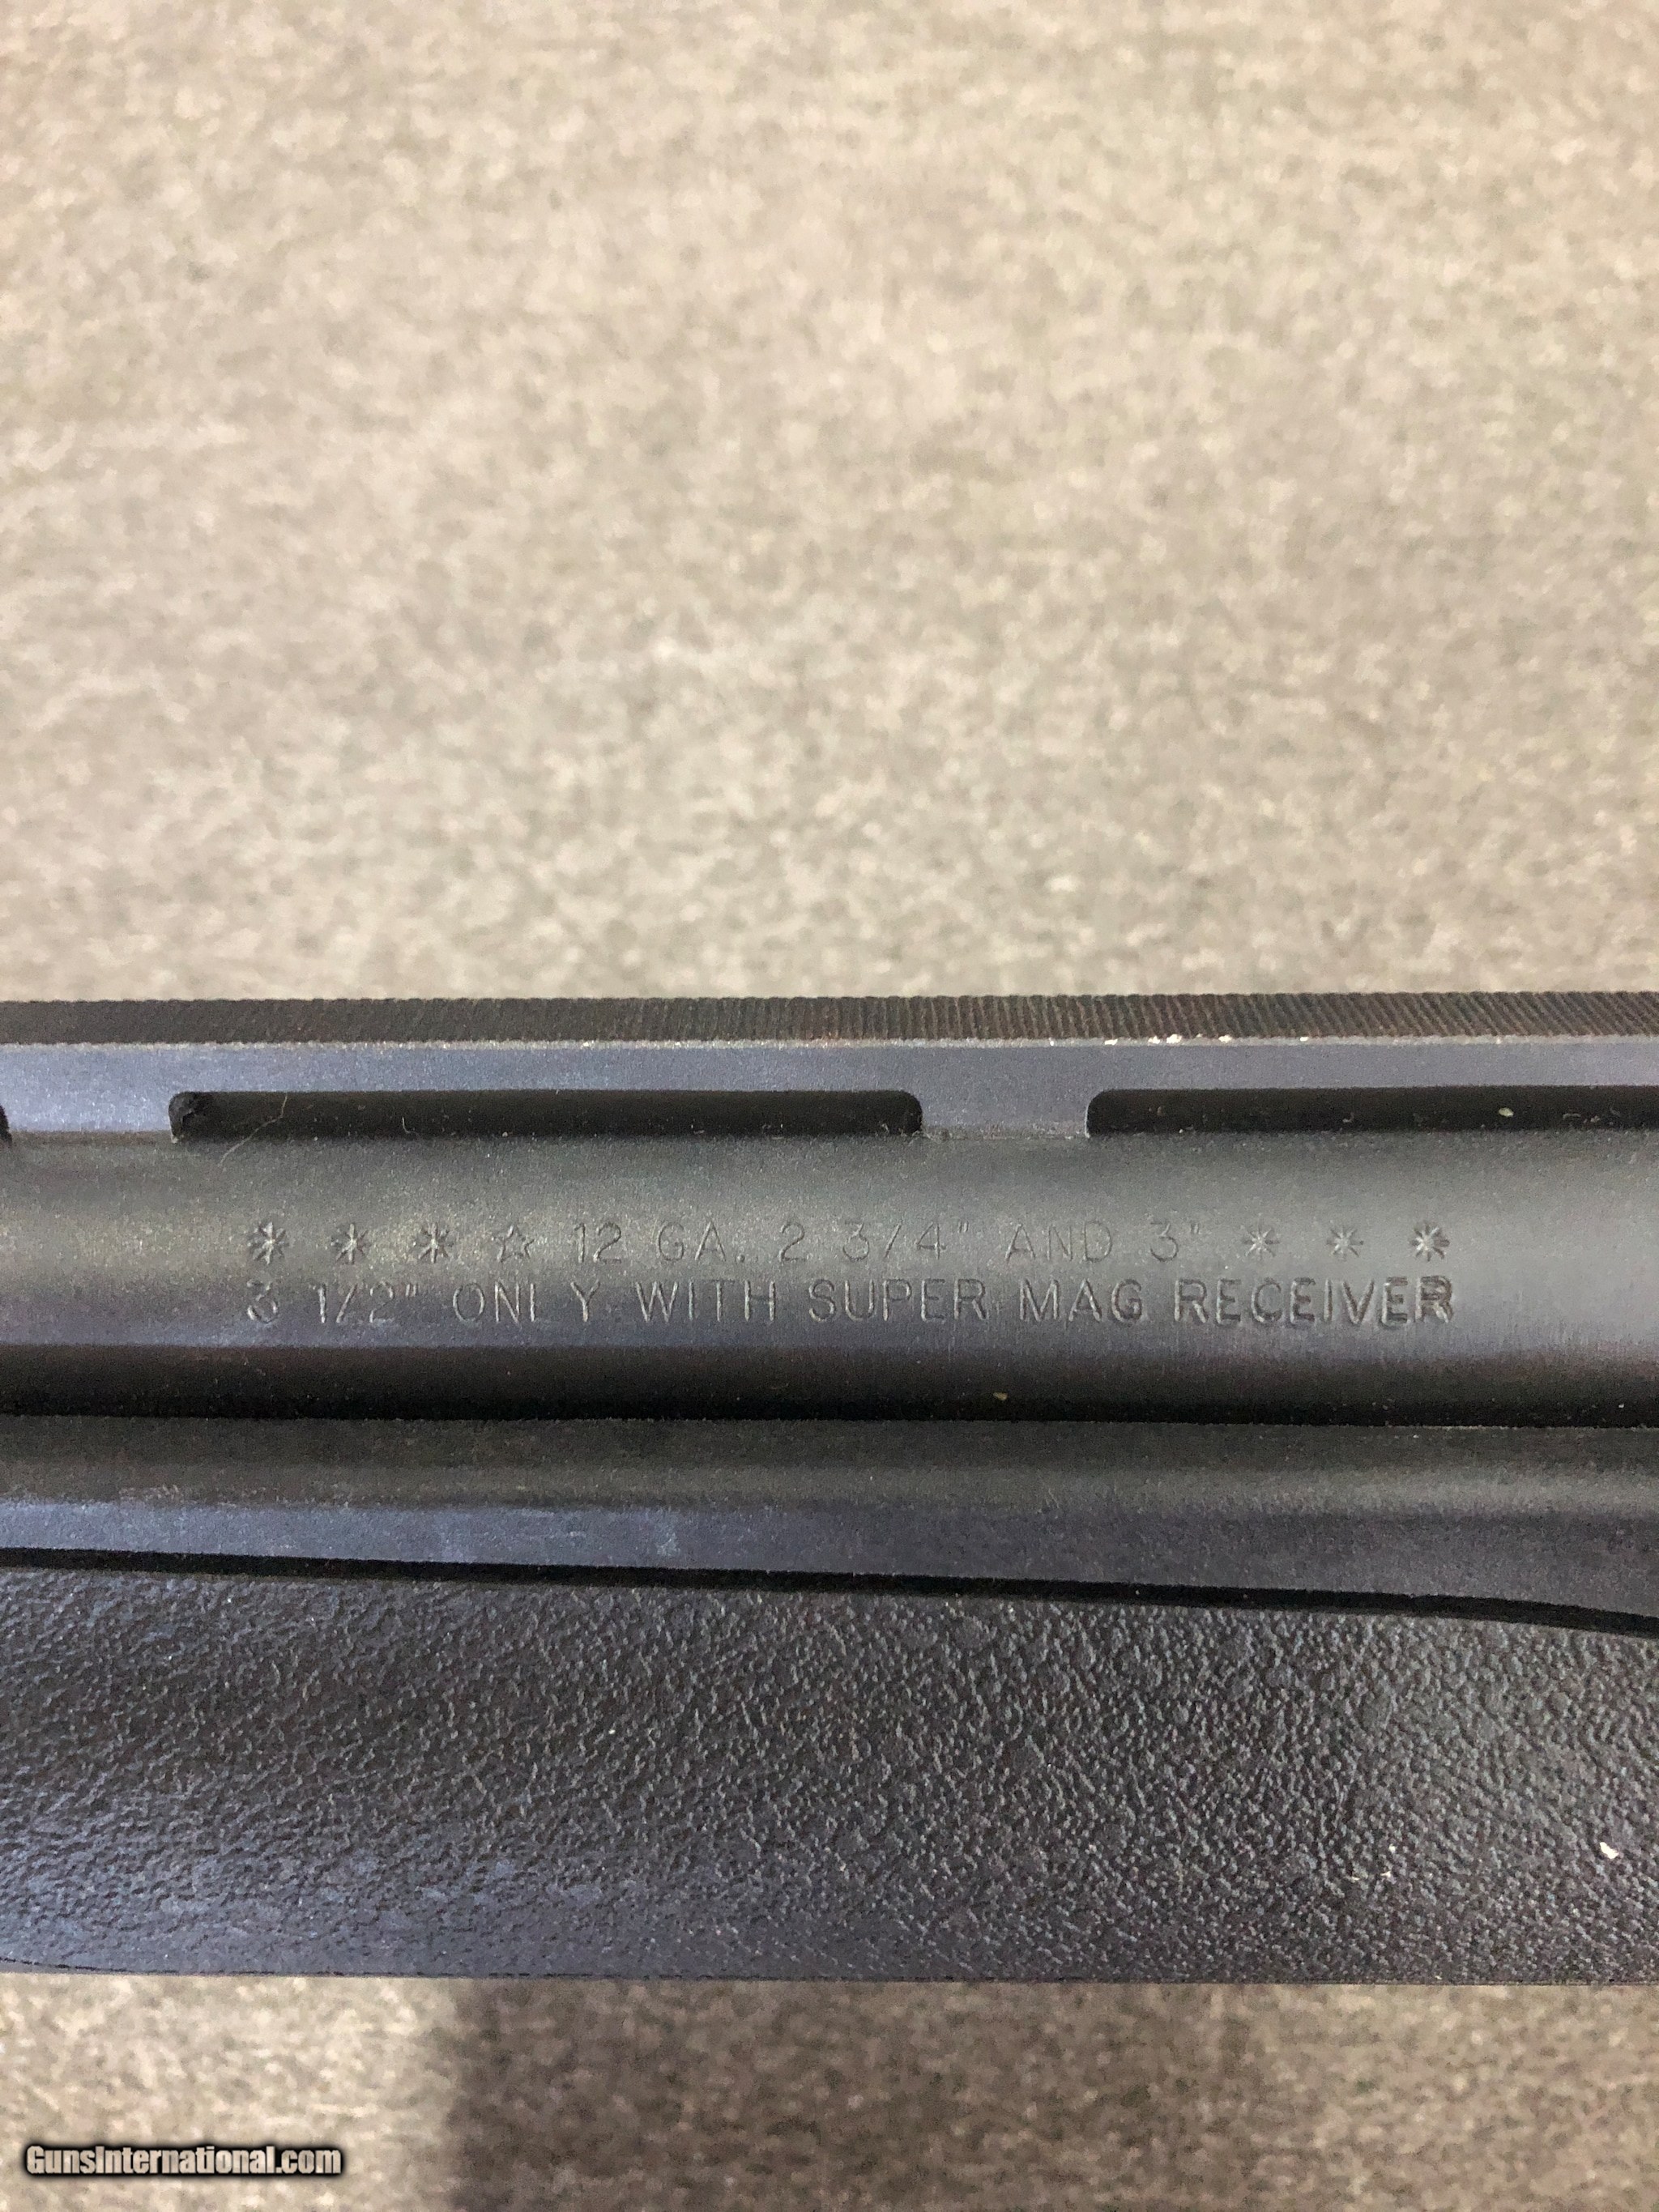 * * * ☆ 12 GA. 2 3/4" AND 3" * * *
3 1/2" ONLY WITH SUPER MAG RECEIVER
GunsInternational.com